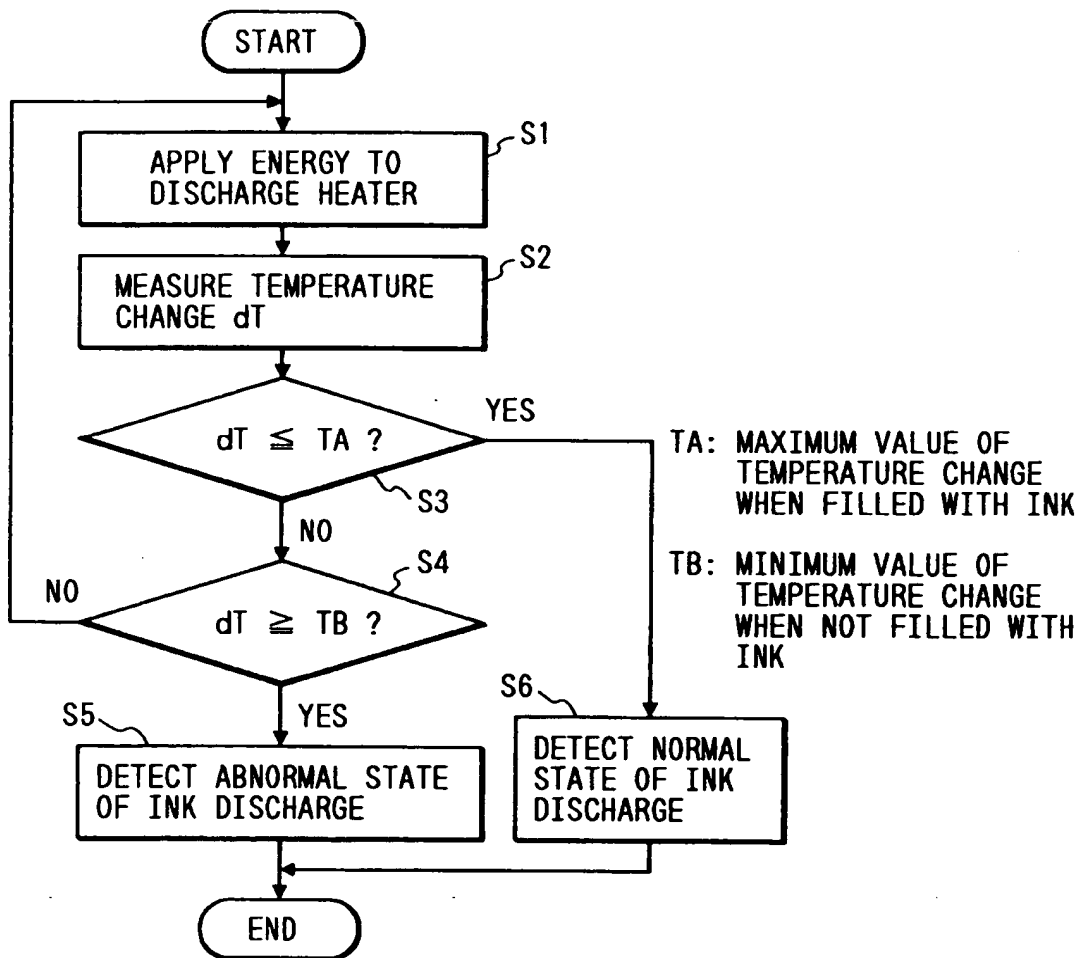 START
S1
APPLY ENERGY TO
DISCHARGE HEATER
S2
MEASURE TEMPERATURE
CHANGE dT
dT ≦ TA ?
YES
S3
NO
S4
dT ≧ TB ?
NO
YES
S5
DETECT ABNORMAL STATE
OF INK DISCHARGE
S6
DETECT NORMAL
STATE OF INK
DISCHARGE
END
TA: MAXIMUM VALUE OF
TEMPERATURE CHANGE
WHEN FILLED WITH INK
TB: MINIMUM VALUE OF
TEMPERATURE CHANGE
WHEN NOT FILLED WITH
INK